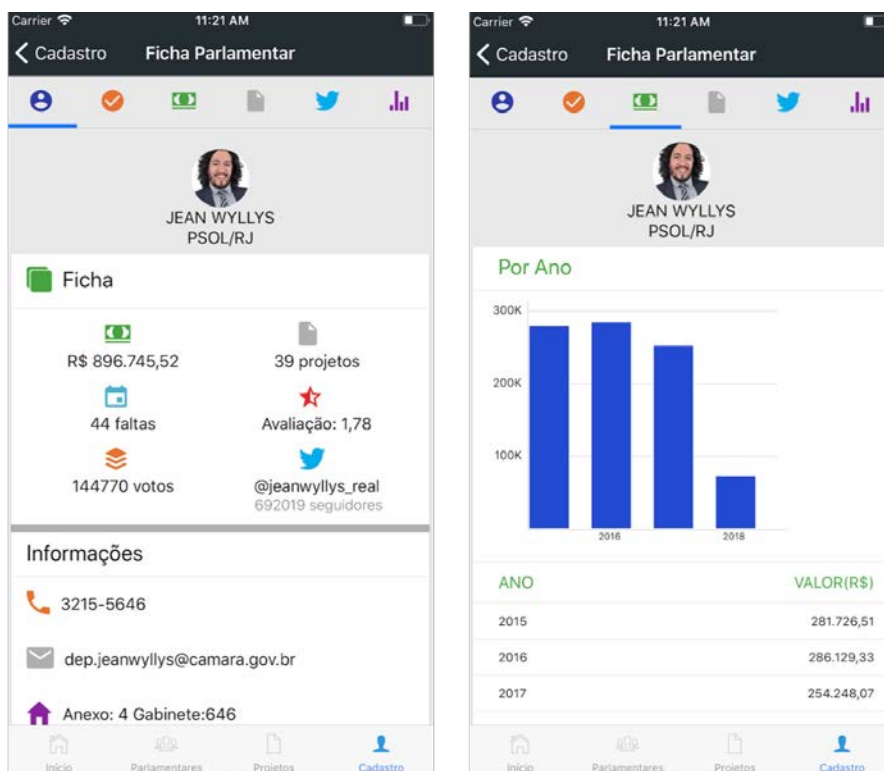 Carrier 11:21 AM
Cadastro Ficha Parlamentar
JEAN WYLLYS
PSOL/RJ
Ficha
R$ 896.745,52 39 projetos
44 faltas Avaliação: 1,78
144770 votos @jeanwyllys_real
692019 seguidores
Informações
3215-5646
dep.jeanwyllys@camara.gov.br
Anexo: 4 Gabinete:646
Início Parlamentares Projetos Cadastro
Carrier 11:21 AM
Cadastro Ficha Parlamentar
JEAN WYLLYS
PSOL/RJ
Por Ano
300K
200K
100K
2016 2018
ANO VALOR(R$)
2015 281.726,51
2016 286.129,33
2017 254.248,07
Início Parlamentares Projetos Cadastro